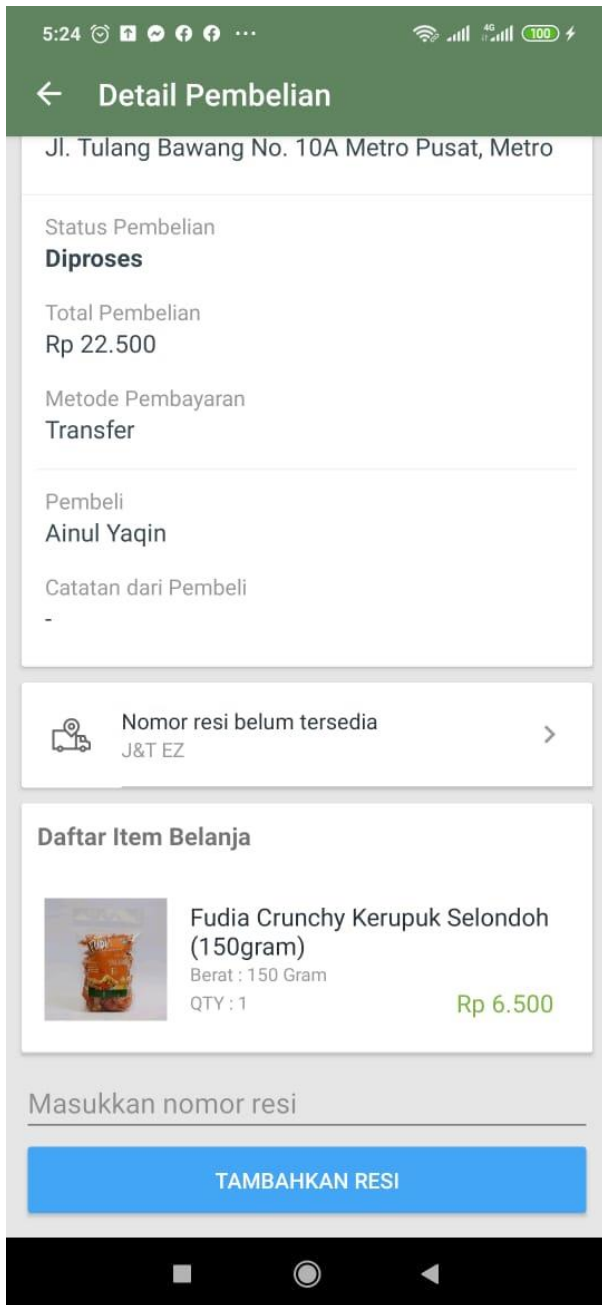 5:24
4G
100
Detail Pembelian
Jl. Tulang Bawang No. 10A Metro Pusat, Metro
Status Pembelian
Diproses
Total Pembelian
Rp 22.500
Metode Pembayaran
Transfer
Pembeli
Ainul Yaqin
Catatan dari Pembeli
-
Nomor resi belum tersedia
J&T EZ
Daftar Item Belanja
Fudia Crunchy Kerupuk Selondoh
(150gram)
Berat : 150 Gram
QTY : 1
Rp 6.500
Masukkan nomor resi
TAMBAHKAN RESI